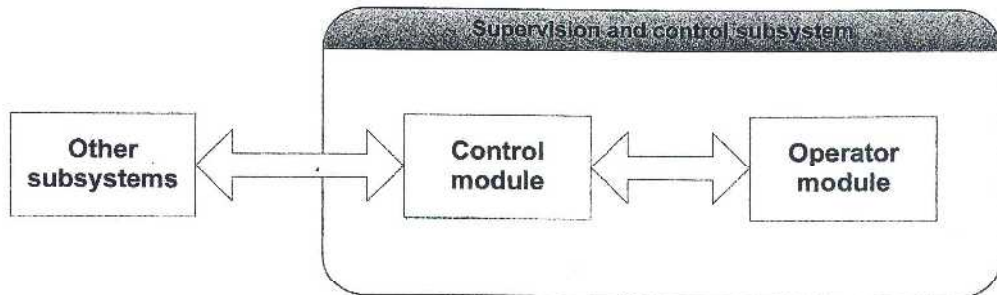 Supervision and control subsystem
Other
subsystems
Control
module
Operator
module